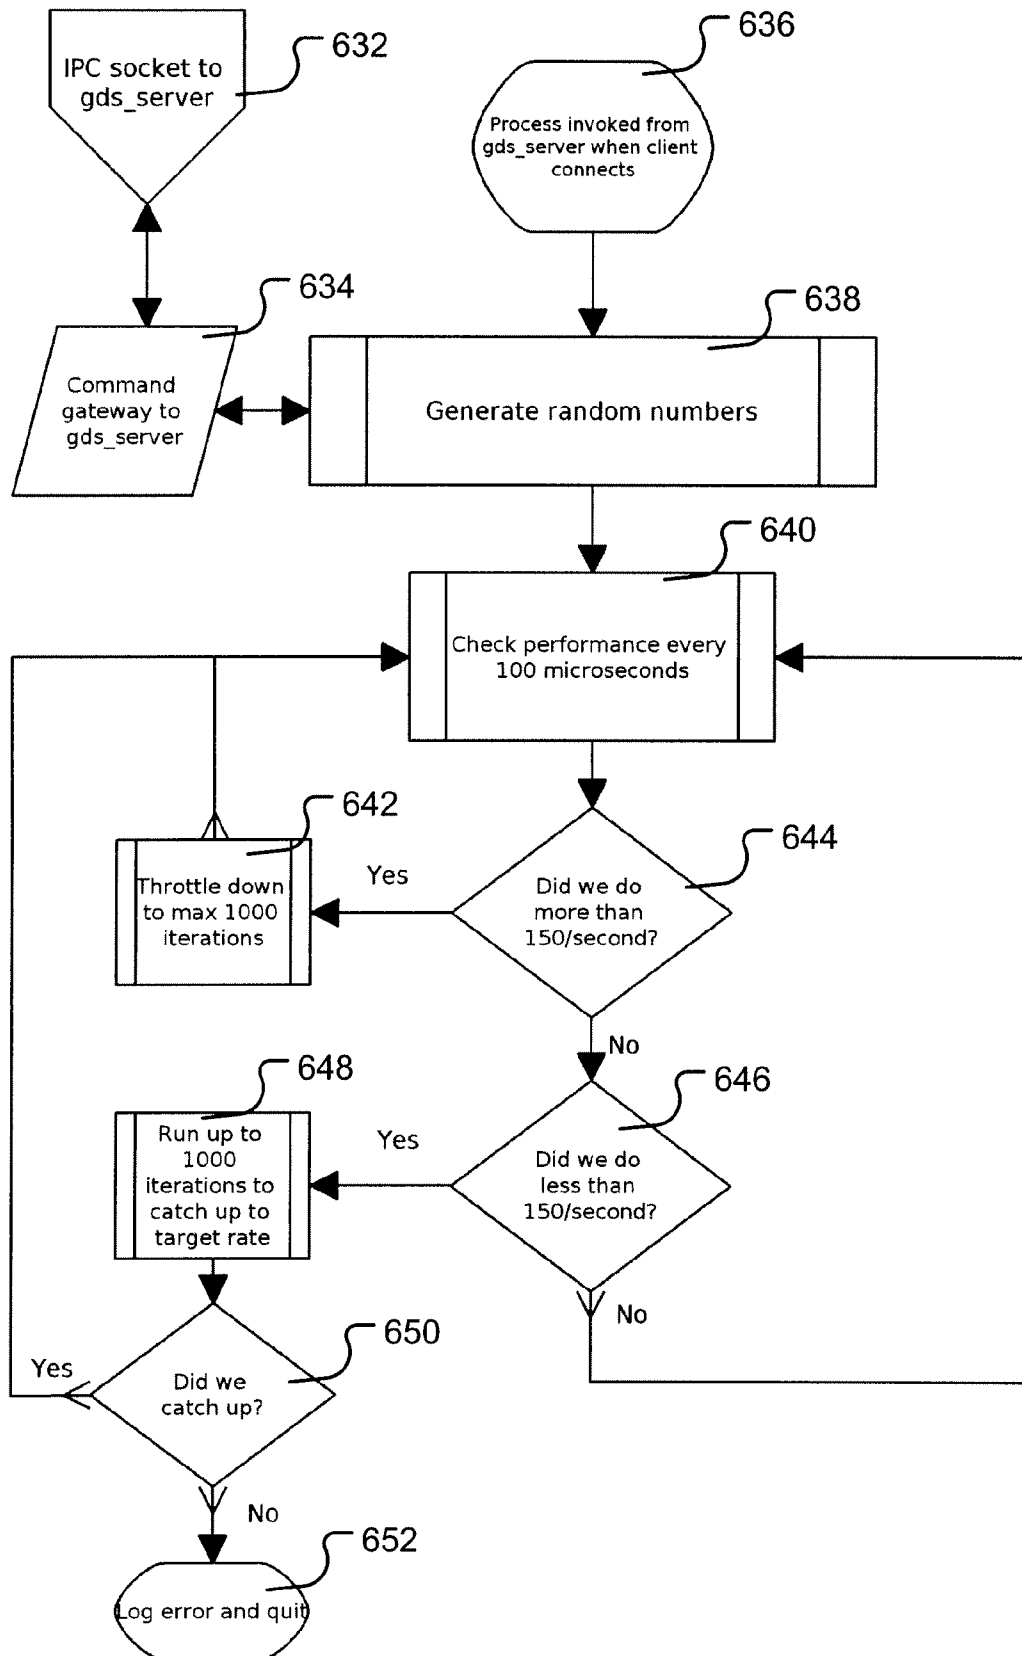 636
632
IPC socket to
gds_server
Process invoked from
gds_server when client
connects
634
638
Command
gateway to
gds_server
Generate random numbers
640
Check performance every
100 microseconds
642
644
Throttle down
to max 1000
iterations
Yes
Did we do
more than
150/second?
No
648
646
Run up to
1000
iterations to
catch up to
target rate
Yes
Did we do
less than
150/second?
No
650
Yes
Did we
catch up?
No
652
Log error and quit